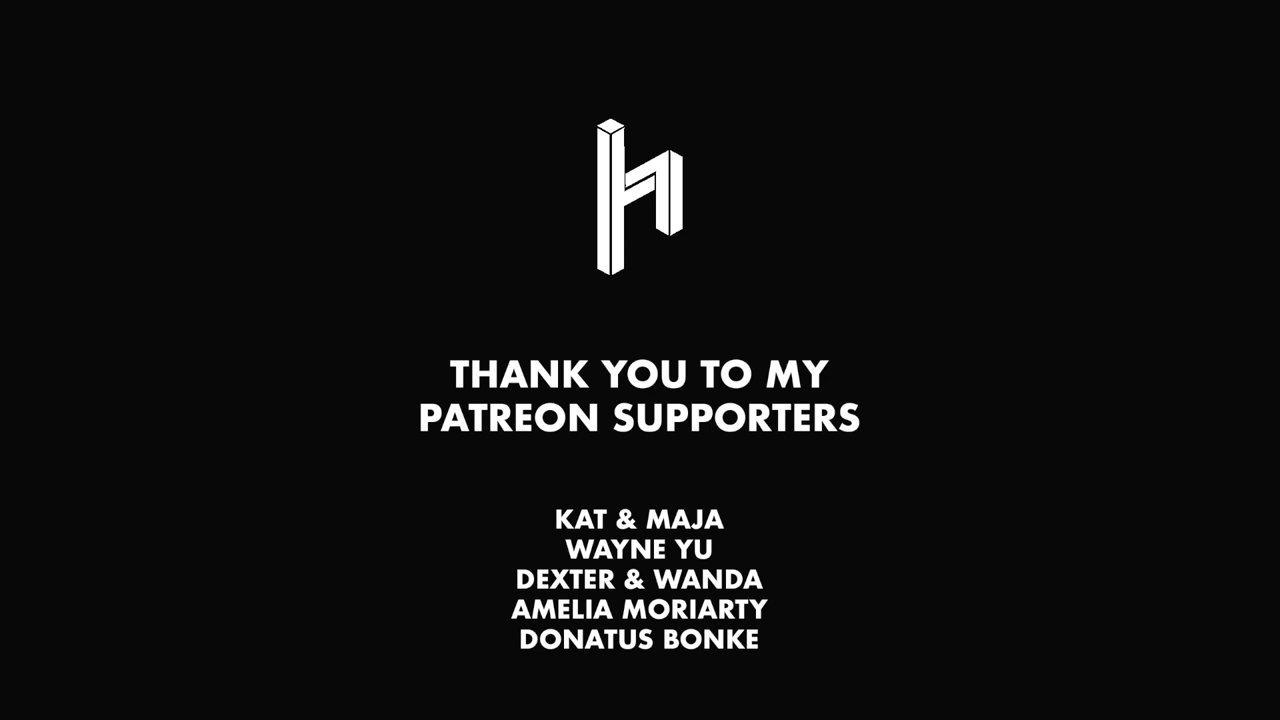 THANK YOU TO MY
PATREON SUPPORTERS
KAT & MAJA
WAYNE YU
DEXTER & WANDA
AMELIA MORIARTY
DONATUS BONKE